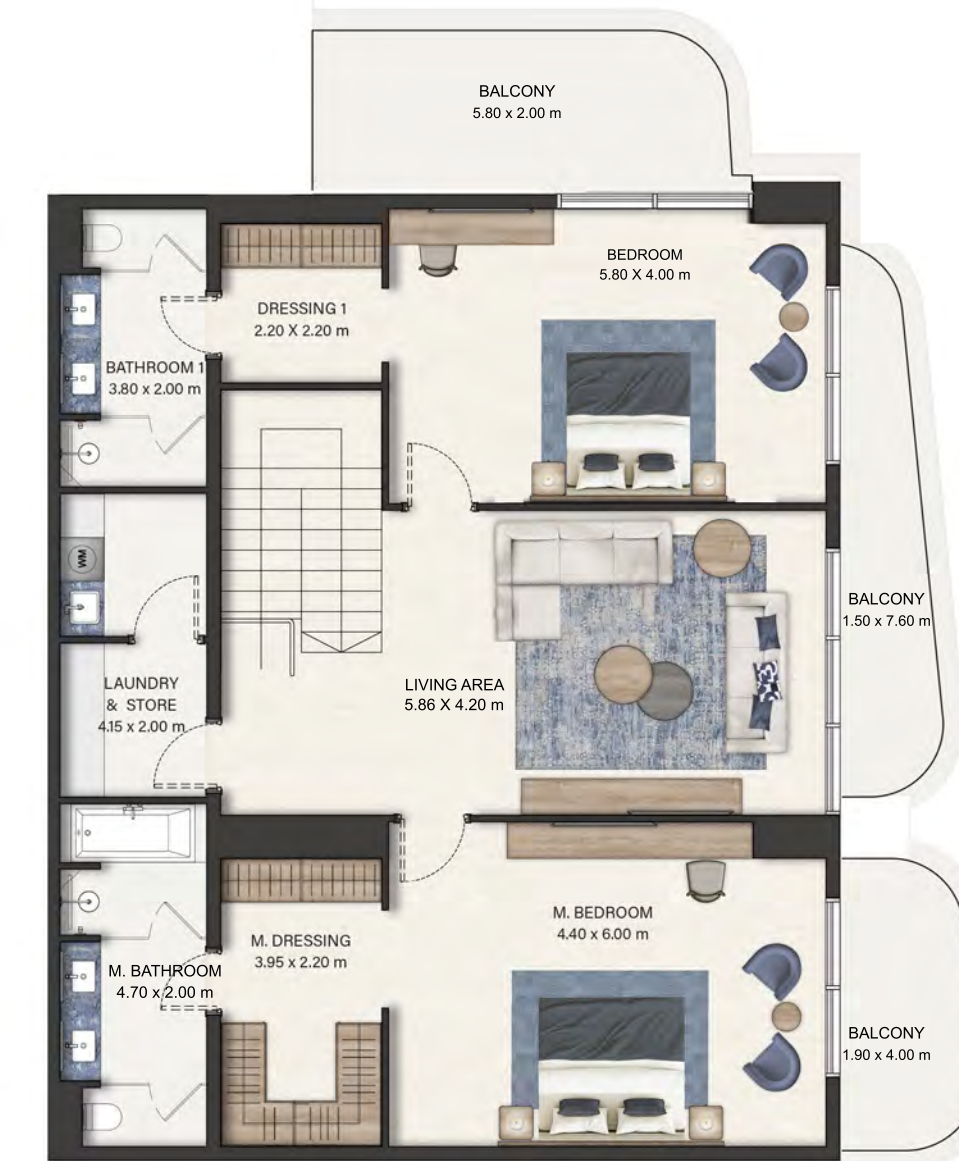 BALCONY
5.80 x 2.00 m
BEDROOM
5.80 X 4.00 m
DRESSING 1
2.20 X 2.20 m
BATHROOM 1
3.80 x 2.00 m
WM
BALCONY
1.50 x 7.60 m
LAUNDRY
& STORE
4.15 x 2.00 m
LIVING AREA
5.86 X 4.20 m
M. BEDROOM
4.40 x 6.00 m
M. DRESSING
3.95 x 2.20 m
M. BATHROOM
4.70 x 2.00 m
BALCONY
1.90 x 4.00 m